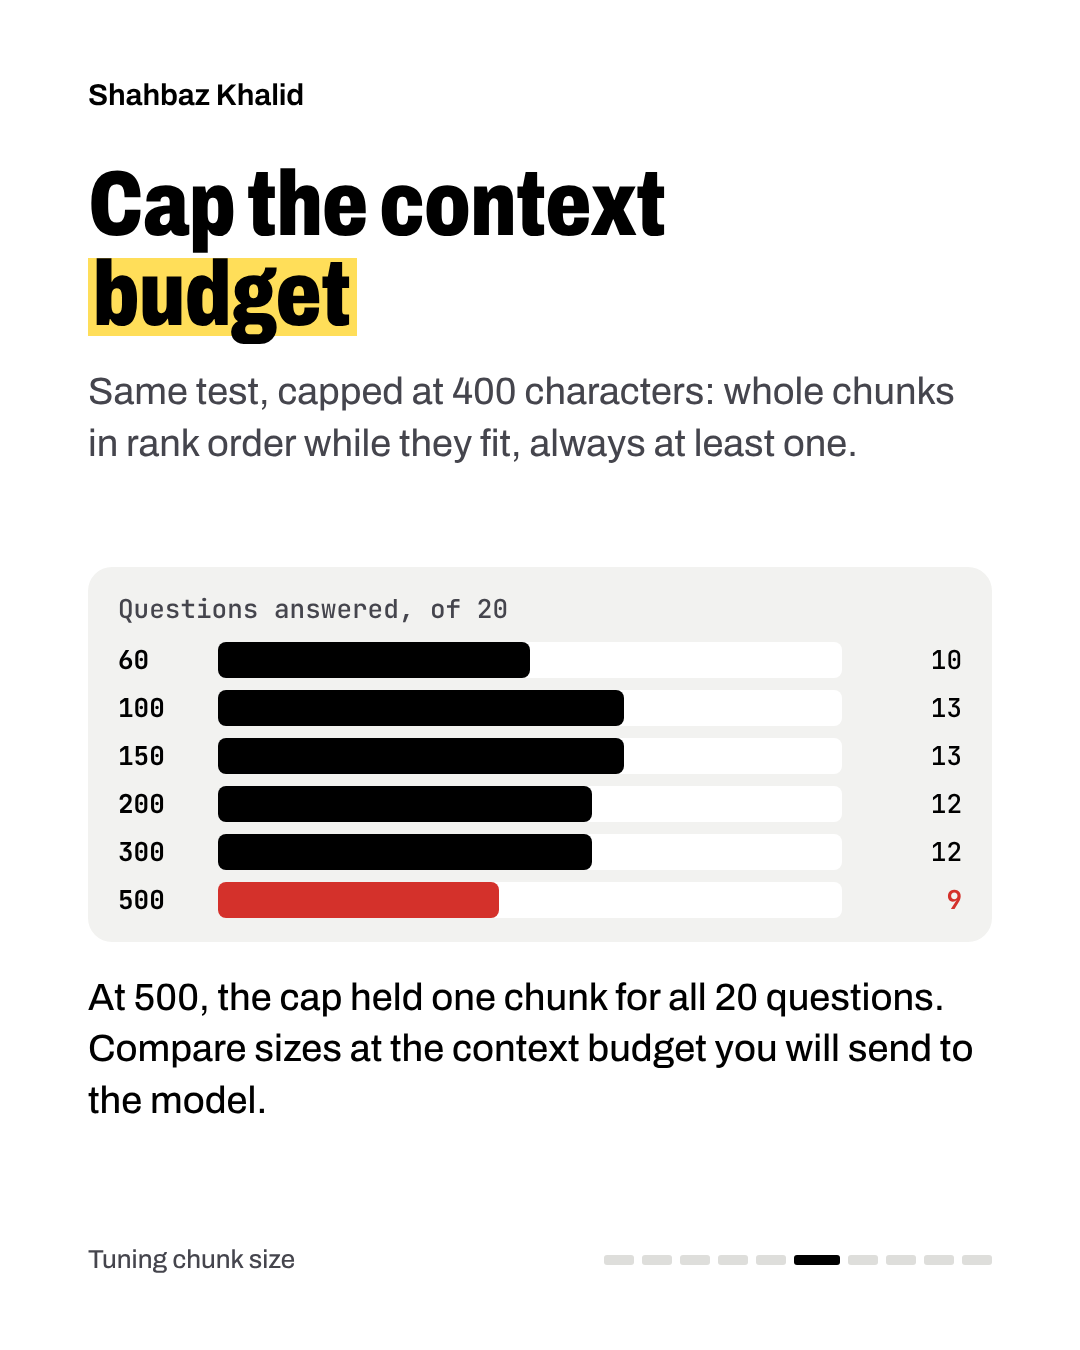 Shahbaz Khalid
Cap the context
budget
Same test, capped at 400 characters: whole chunks
in rank order while they fit, always at least one.
Questions answered, of 20
60 10
100 13
150 13
200 12
300 12
500 9
At 500, the cap held one chunk for all 20 questions.
Compare sizes at the context budget you will send to
the model.
Tuning chunk size